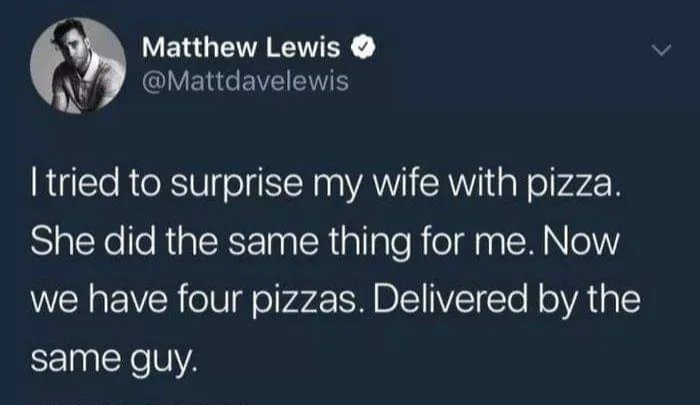 Matthew Lewis
@Mattdavelewis
I tried to surprise my wife with pizza.
She did the same thing for me. Now
we have four pizzas. Delivered by the
same guy.